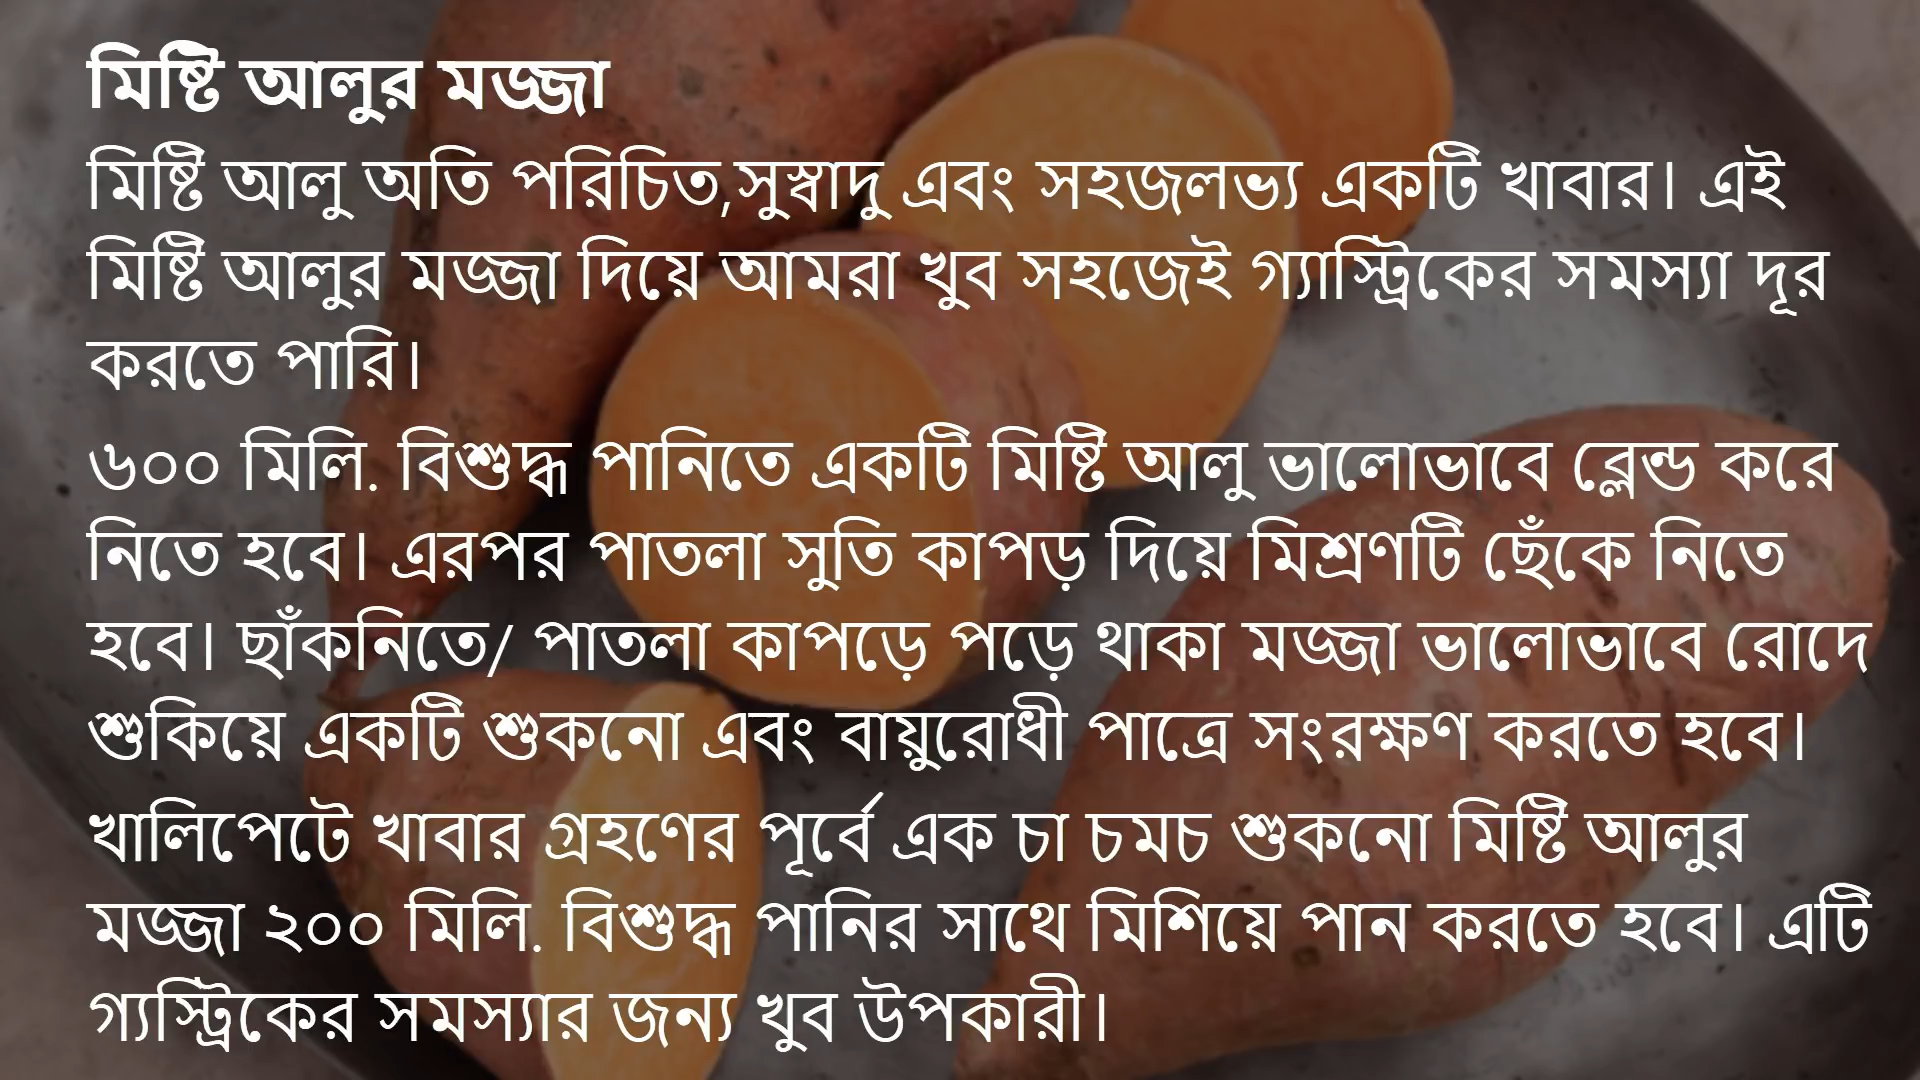 মিষ্টি আলুর মজ্জা
মিষ্টি আলু অতি পরিচিত,সুস্বাদু এবং সহজলভ্য একটি খাবার। এই
মিষ্টি আলুর মজ্জা দিয়ে আমরা খুব সহজেই গ্যাস্ট্রিকের সমস্যা দূর
করতে পারি।
৬০০ মিলি. বিশুদ্ধ পানিতে একটি মিষ্টি আলু ভালোভাবে ব্লেন্ড করে
নিতে হবে। এরপর পাতলা সুতি কাপড় দিয়ে মিশ্রণটি ছেঁকে নিতে
হবে। ছাঁকনিতে/ পাতলা কাপড়ে পড়ে থাকা মজ্জা ভালোভাবে রোদে
শুকিয়ে একটি শুকনো এবং বায়ুরোধী পাত্রে সংরক্ষণ করতে হবে।
খালিপেটে খাবার গ্রহণের পূর্বে এক চা চমচ শুকনো মিষ্টি আলুর
মজ্জা ২০০ মিলি. বিশুদ্ধ পানির সাথে মিশিয়ে পান করতে হবে। এটি
গ্যস্ট্রিকের সমস্যার জন্য খুব উপকারী।